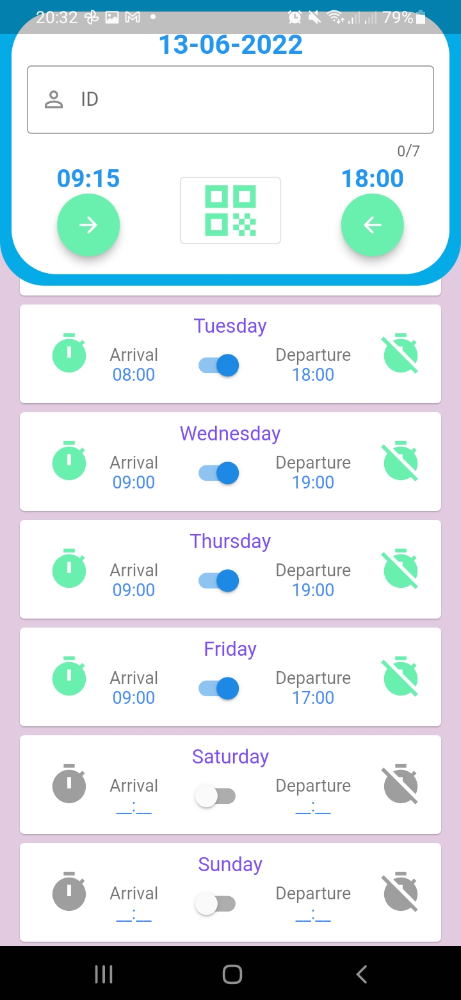 20:32 79%
13-06-2022
ID
0/7
09:15 18:00
Tuesday
Arrival Departure
08:00 18:00
Wednesday
Arrival Departure
09:00 19:00
Thursday
Arrival Departure
09:00 19:00
Friday
Arrival Departure
09:00 17:00
Saturday
Arrival Departure
__:__ __:__
Sunday
Arrival Departure
__:__ __:__